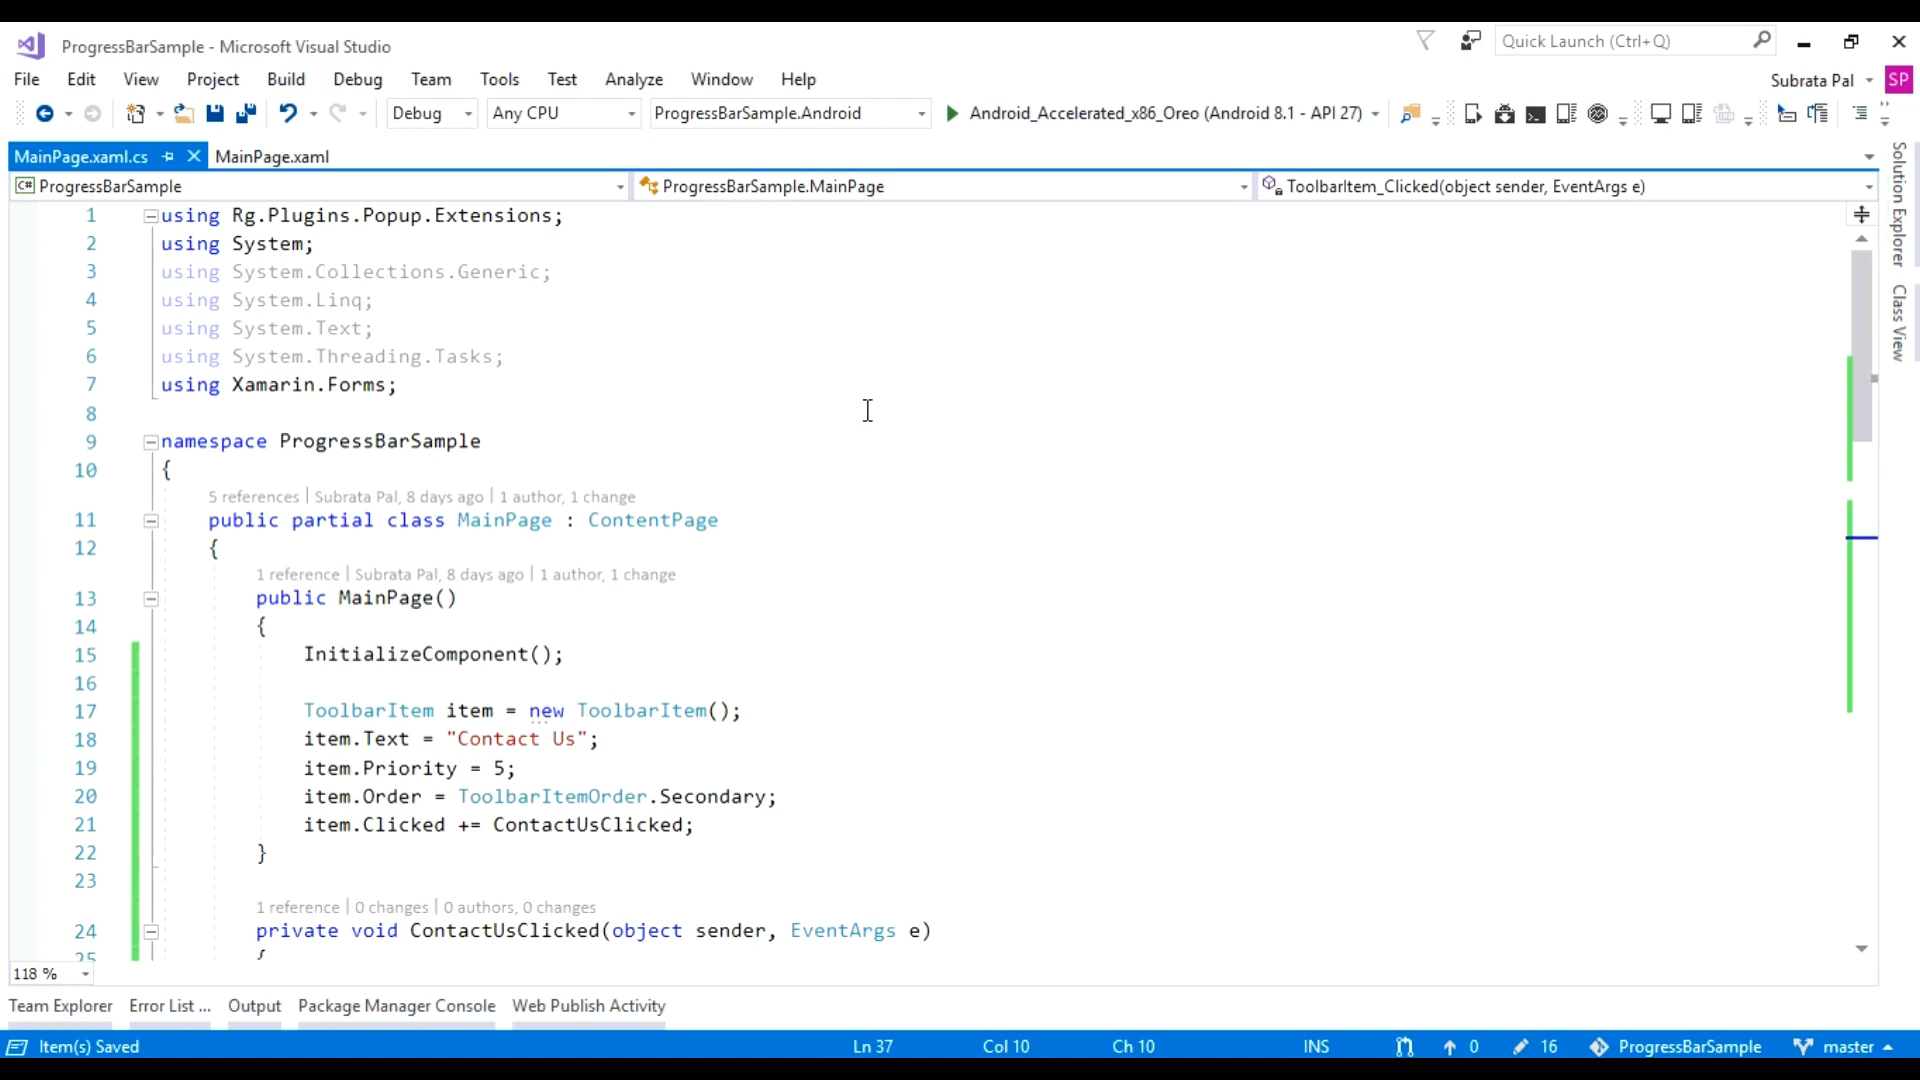 ProgressBarSample - Microsoft Visual Studio
Quick Launch (Ctrl+Q)
File Edit View Project Build Debug Team Tools Test Analyze Window Help
Subrata Pal SP
Debug Any CPU ProgressBarSample.Android Android_Accelerated_x86_Oreo (Android 8.1 - API 27)
MainPage.xaml.cs MainPage.xaml
C# ProgressBarSample ProgressBarSample.MainPage ToolbarItem_Clicked(object sender, EventArgs e)
Solution Explorer
Class View
1 using Rg.Plugins.Popup.Extensions;
2 using System;
3 using System.Collections.Generic;
4 using System.Linq;
5 using System.Text;
6 using System.Threading.Tasks;
7 using Xamarin.Forms;
8
9 namespace ProgressBarSample
10 {
5 references | Subrata Pal, 8 days ago | 1 author, 1 change
11 public partial class MainPage : ContentPage
12 {
1 reference | Subrata Pal, 8 days ago | 1 author, 1 change
13 public MainPage()
14 {
15 InitializeComponent();
16
17 ToolbarItem item = new ToolbarItem();
18 item.Text = "Contact Us";
19 item.Priority = 5;
20 item.Order = ToolbarItemOrder.Secondary;
21 item.Clicked += ContactUsClicked;
22 }
23
1 reference | 0 changes | 0 authors, 0 changes
24 private void ContactUsClicked(object sender, EventArgs e)
25 {
118 %
Team Explorer Error List ... Output Package Manager Console Web Publish Activity
Item(s) Saved Ln 37 Col 10 Ch 10 INS 0 16 ProgressBarSample master